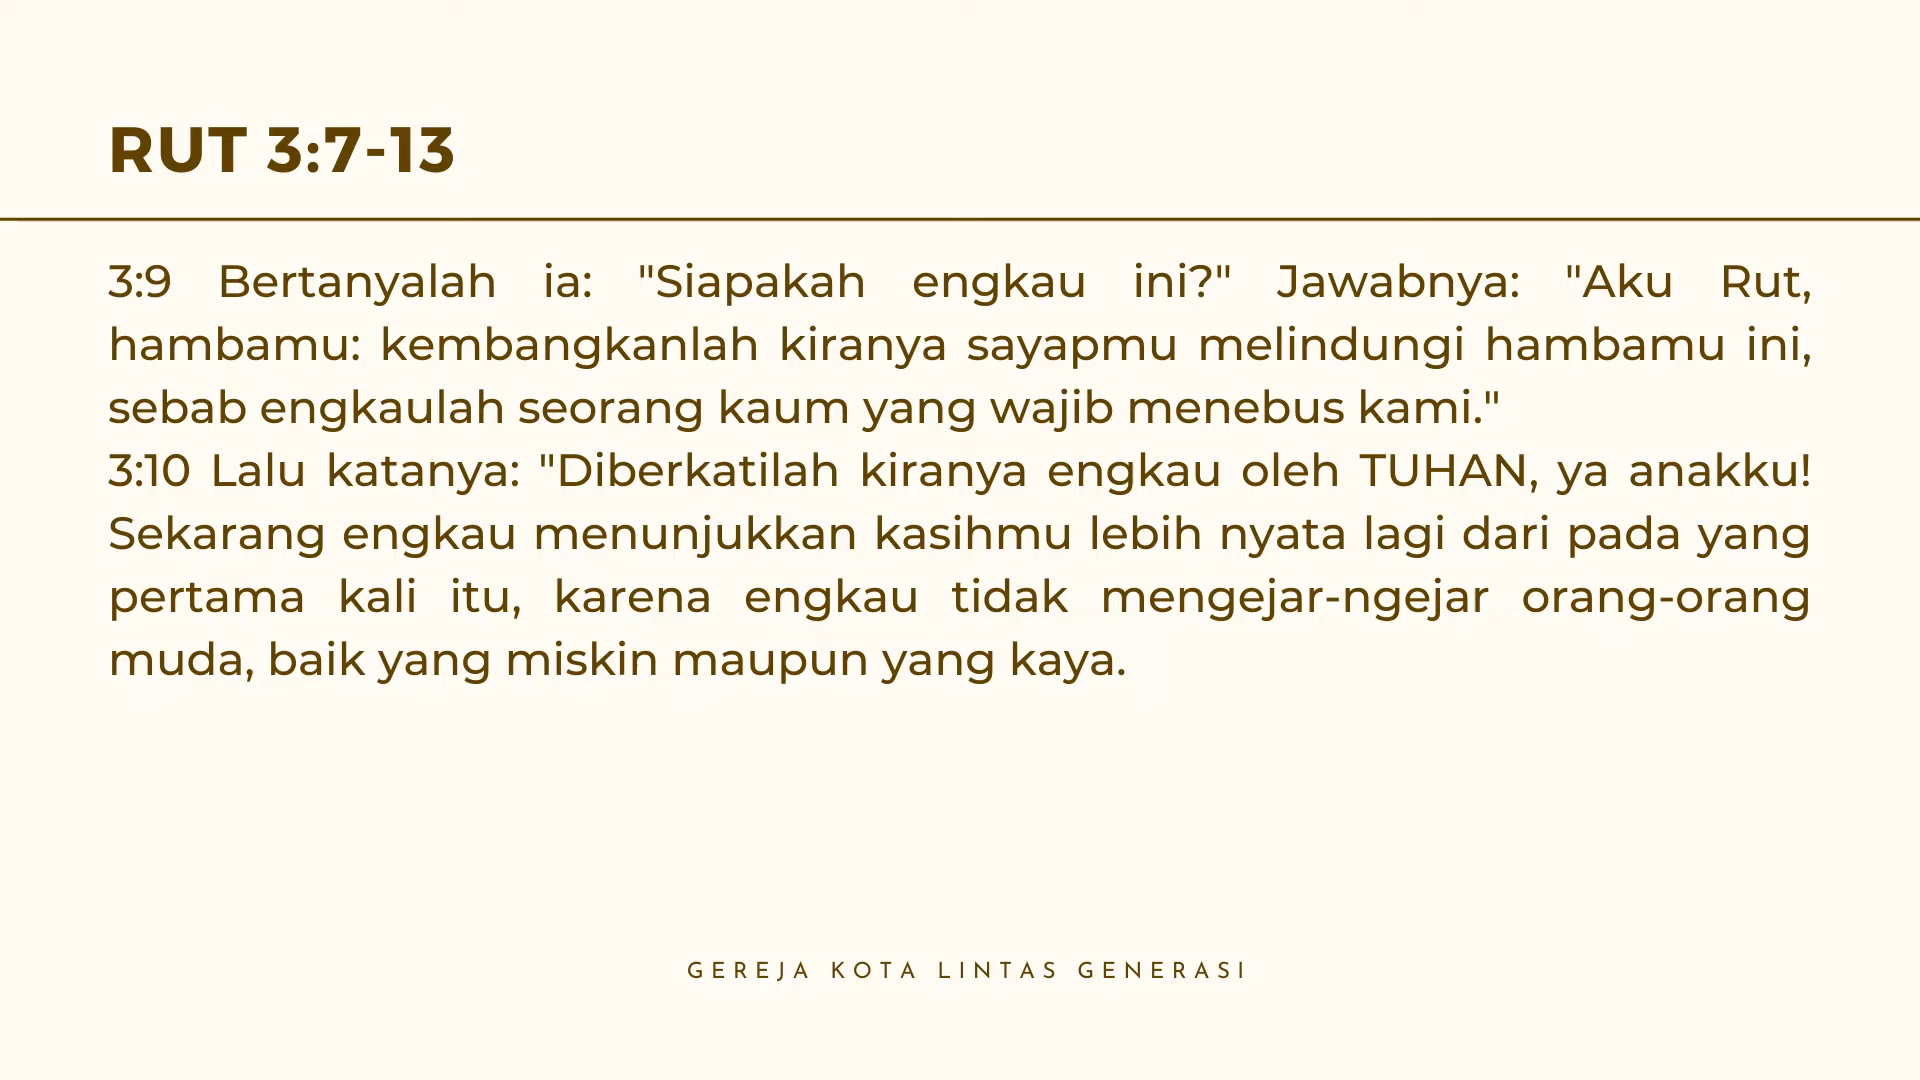 RUT 3:7-13
3:9 Bertanyalah ia: "Siapakah engkau ini?" Jawabnya: "Aku Rut,
hambamu: kembangkanlah kiranya sayapmu melindungi hambamu ini,
sebab engkaulah seorang kaum yang wajib menebus kami."
3:10 Lalu katanya: "Diberkatilah kiranya engkau oleh TUHAN, ya anakku!
Sekarang engkau menunjukkan kasihmu lebih nyata lagi dari pada yang
pertama kali itu, karena engkau tidak mengejar-ngejar orang-orang
muda, baik yang miskin maupun yang kaya.
GEREJA KOTA LINTAS GENERASI